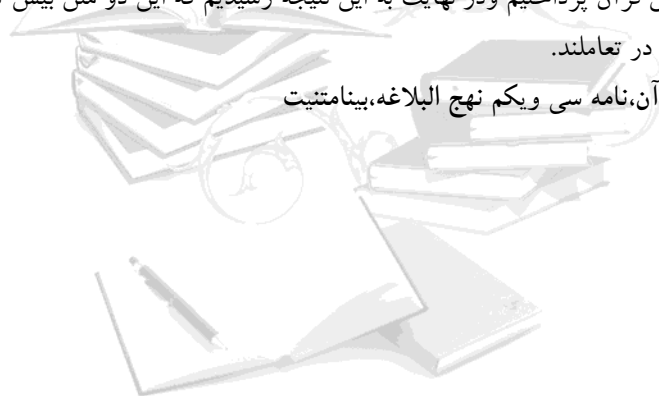 قرآن پرداختیم ودر نهایت به این نتیجه رسیدیم که این دو متن بیش
در تعاملند.
آن،نامه سی ویکم نهج البلاغه،بینامتنیت